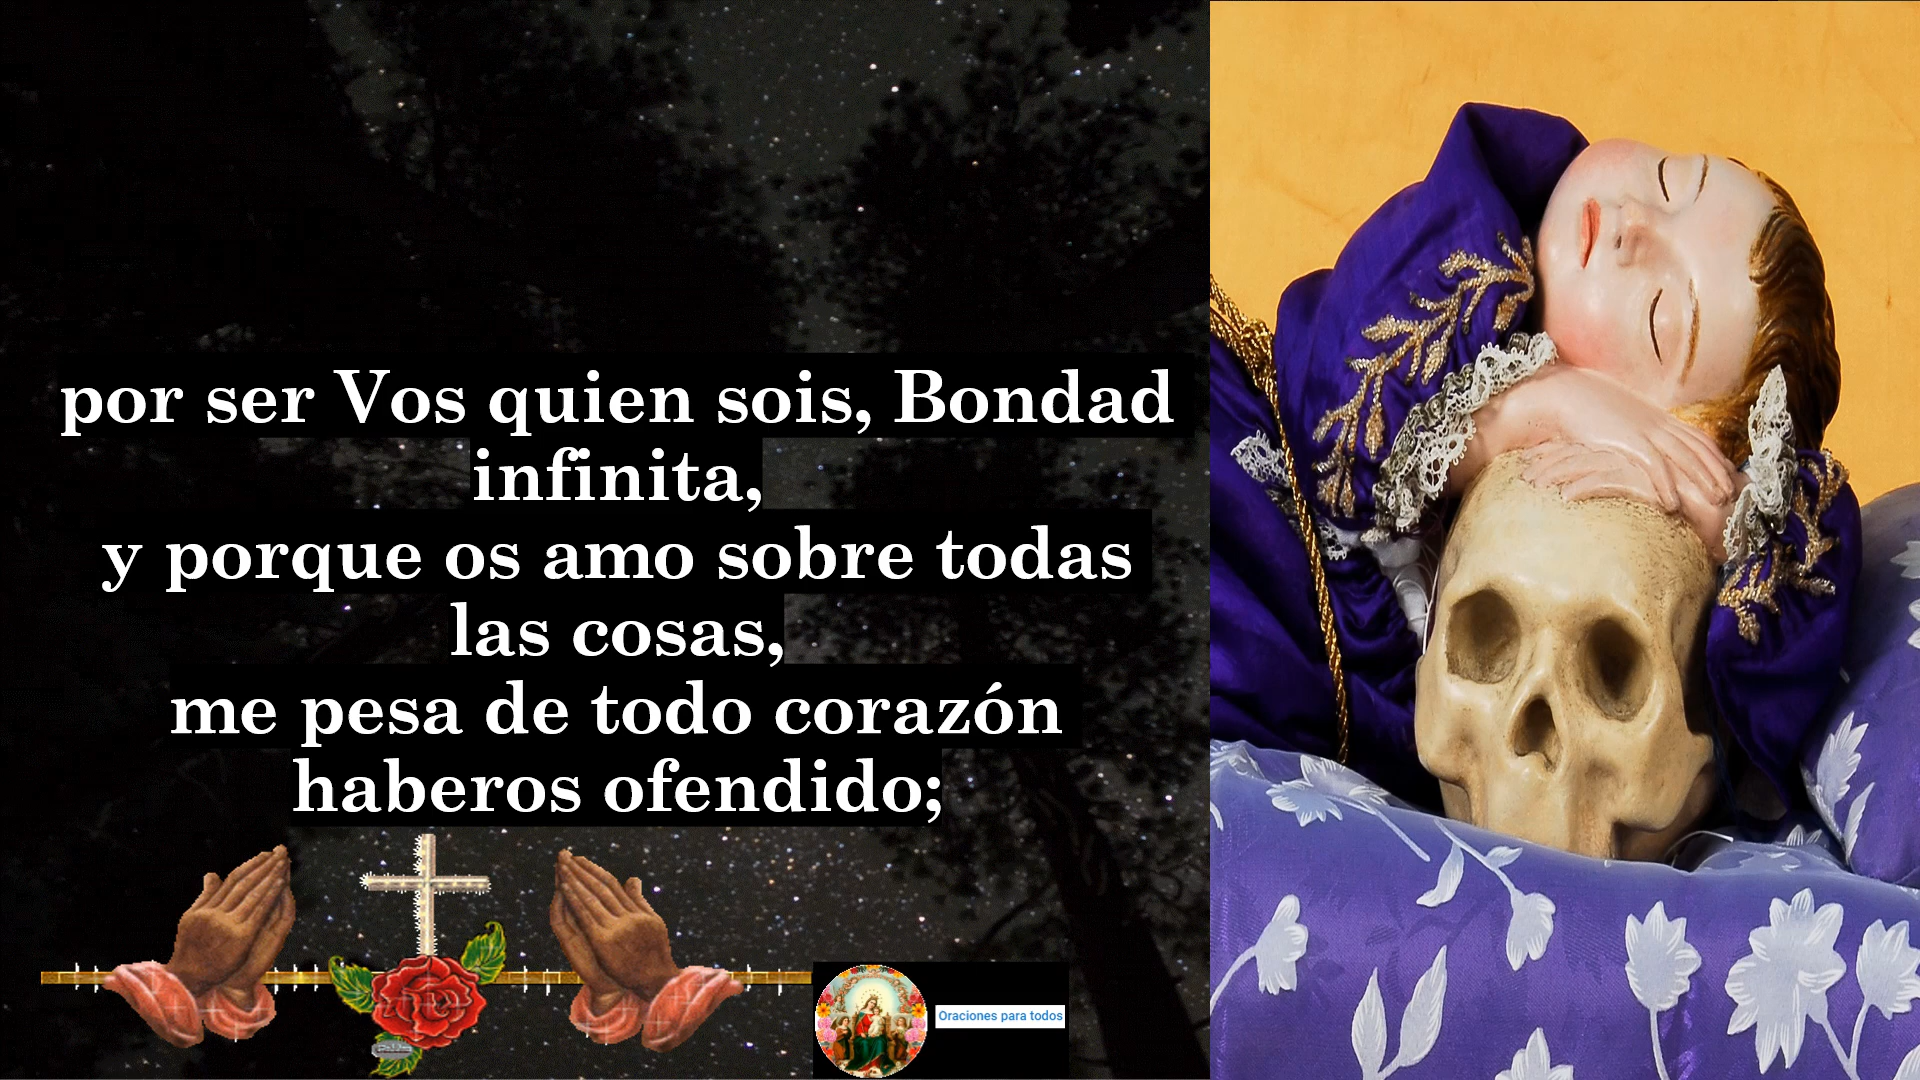 por ser Vos quien sois, Bondad
infinita,
y porque os amo sobre todas
las cosas,
me pesa de todo corazón
haberos ofendido;
Oraciones para todos